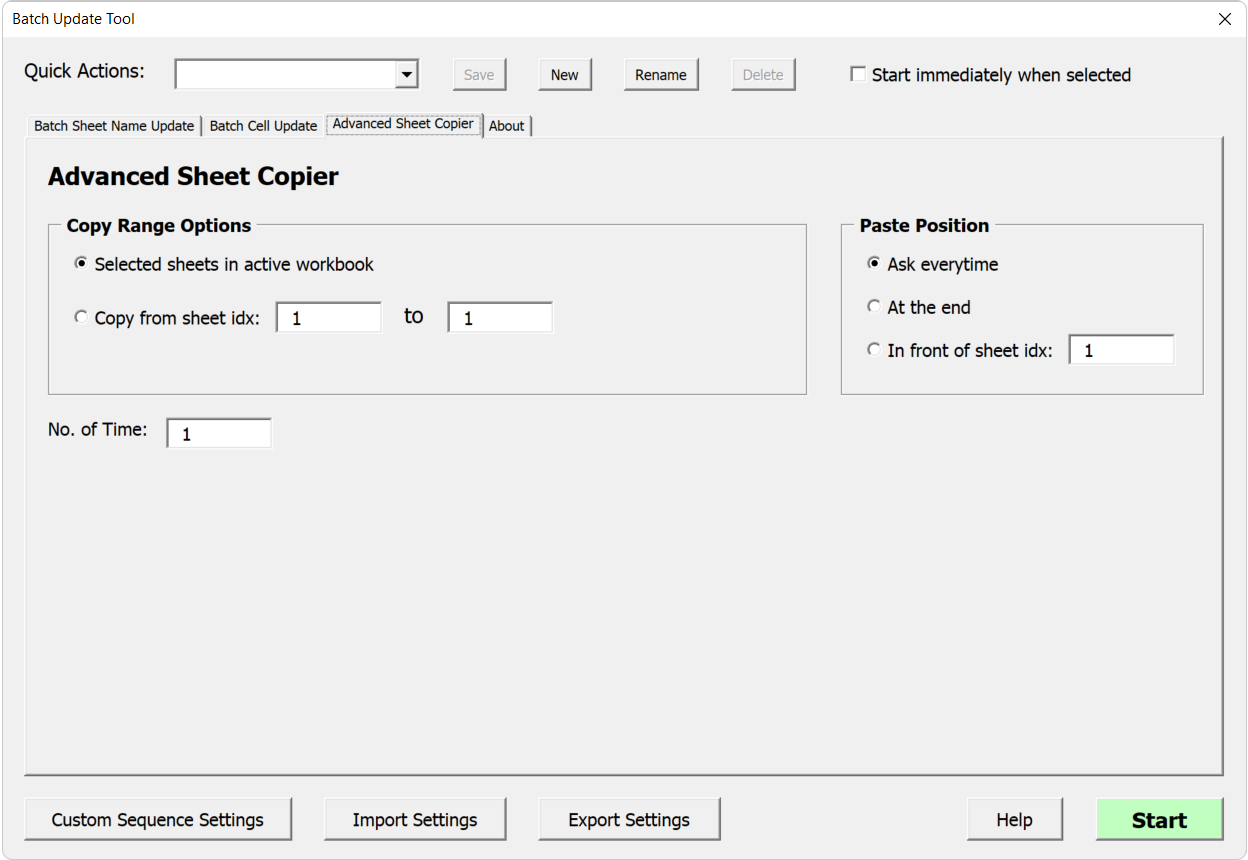 Batch Update Tool
Quick Actions: Save New Rename Delete Start immediately when selected
Batch Sheet Name Update Batch Cell Update Advanced Sheet Copier About
Advanced Sheet Copier
Copy Range Options
Selected sheets in active workbook
Copy from sheet idx: 1 to 1
Paste Position
Ask everytime
At the end
In front of sheet idx: 1
No. of Time: 1
Custom Sequence Settings Import Settings Export Settings Help Start